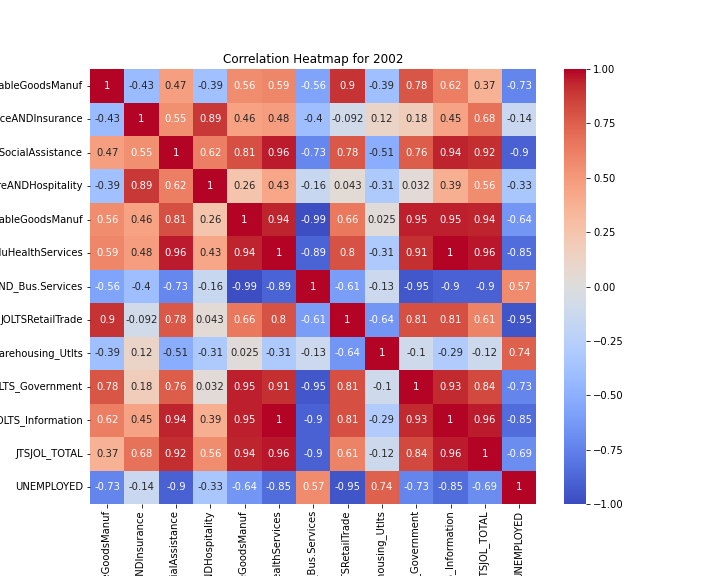 Correlation Heatmap for 2002
ableGoodsManuf 1 -0.43 0.47 -0.39 0.56 0.59 -0.56 0.9 -0.39 0.78 0.62 0.37 -0.73
ceANDInsurance -0.43 1 0.55 0.89 0.46 0.48 -0.4 -0.092 0.12 0.18 0.45 0.68 -0.14
SocialAssistance 0.47 0.55 1 0.62 0.81 0.96 -0.73 0.78 -0.51 0.76 0.94 0.92 -0.9
reANDHospitality -0.39 0.89 0.62 1 0.26 0.43 -0.16 0.043 -0.31 0.032 0.39 0.56 -0.33
ableGoodsManuf 0.56 0.46 0.81 0.26 1 0.94 -0.99 0.66 0.025 0.95 0.95 0.94 -0.64
duHealthServices 0.59 0.48 0.96 0.43 0.94 1 -0.89 0.8 -0.31 0.91 1 0.96 -0.85
ND_Bus.Services -0.56 -0.4 -0.73 -0.16 -0.99 -0.89 1 -0.61 -0.13 -0.95 -0.9 -0.9 0.57
JOLTSRetailTrade 0.9 -0.092 0.78 0.043 0.66 0.8 -0.61 1 -0.64 0.81 0.81 0.61 -0.95
arehousing_Utlts -0.39 0.12 -0.51 -0.31 0.025 -0.31 -0.13 -0.64 1 -0.1 -0.29 -0.12 0.74
LTS_Government 0.78 0.18 0.76 0.032 0.95 0.91 -0.95 0.81 -0.1 1 0.93 0.84 -0.73
OLTS_Information 0.62 0.45 0.94 0.39 0.95 1 -0.9 0.81 -0.29 0.93 1 0.96 -0.85
JTSJOL_TOTAL 0.37 0.68 0.92 0.56 0.94 0.96 -0.9 0.61 -0.12 0.84 0.96 1 -0.69
UNEMPLOYED -0.73 -0.14 -0.9 -0.33 -0.64 -0.85 0.57 -0.95 0.74 -0.73 -0.85 -0.69 1
eGoodsManuf
NDInsurance
ialAssistance
NDHospitality
eGoodsManuf
ealthServices
Bus.Services
TSRetailTrade
housing_Utlts
_Government
_Information
TSJOL_TOTAL
UNEMPLOYED
1.00
0.75
0.50
0.25
0.00
-0.25
-0.50
-0.75
-1.00